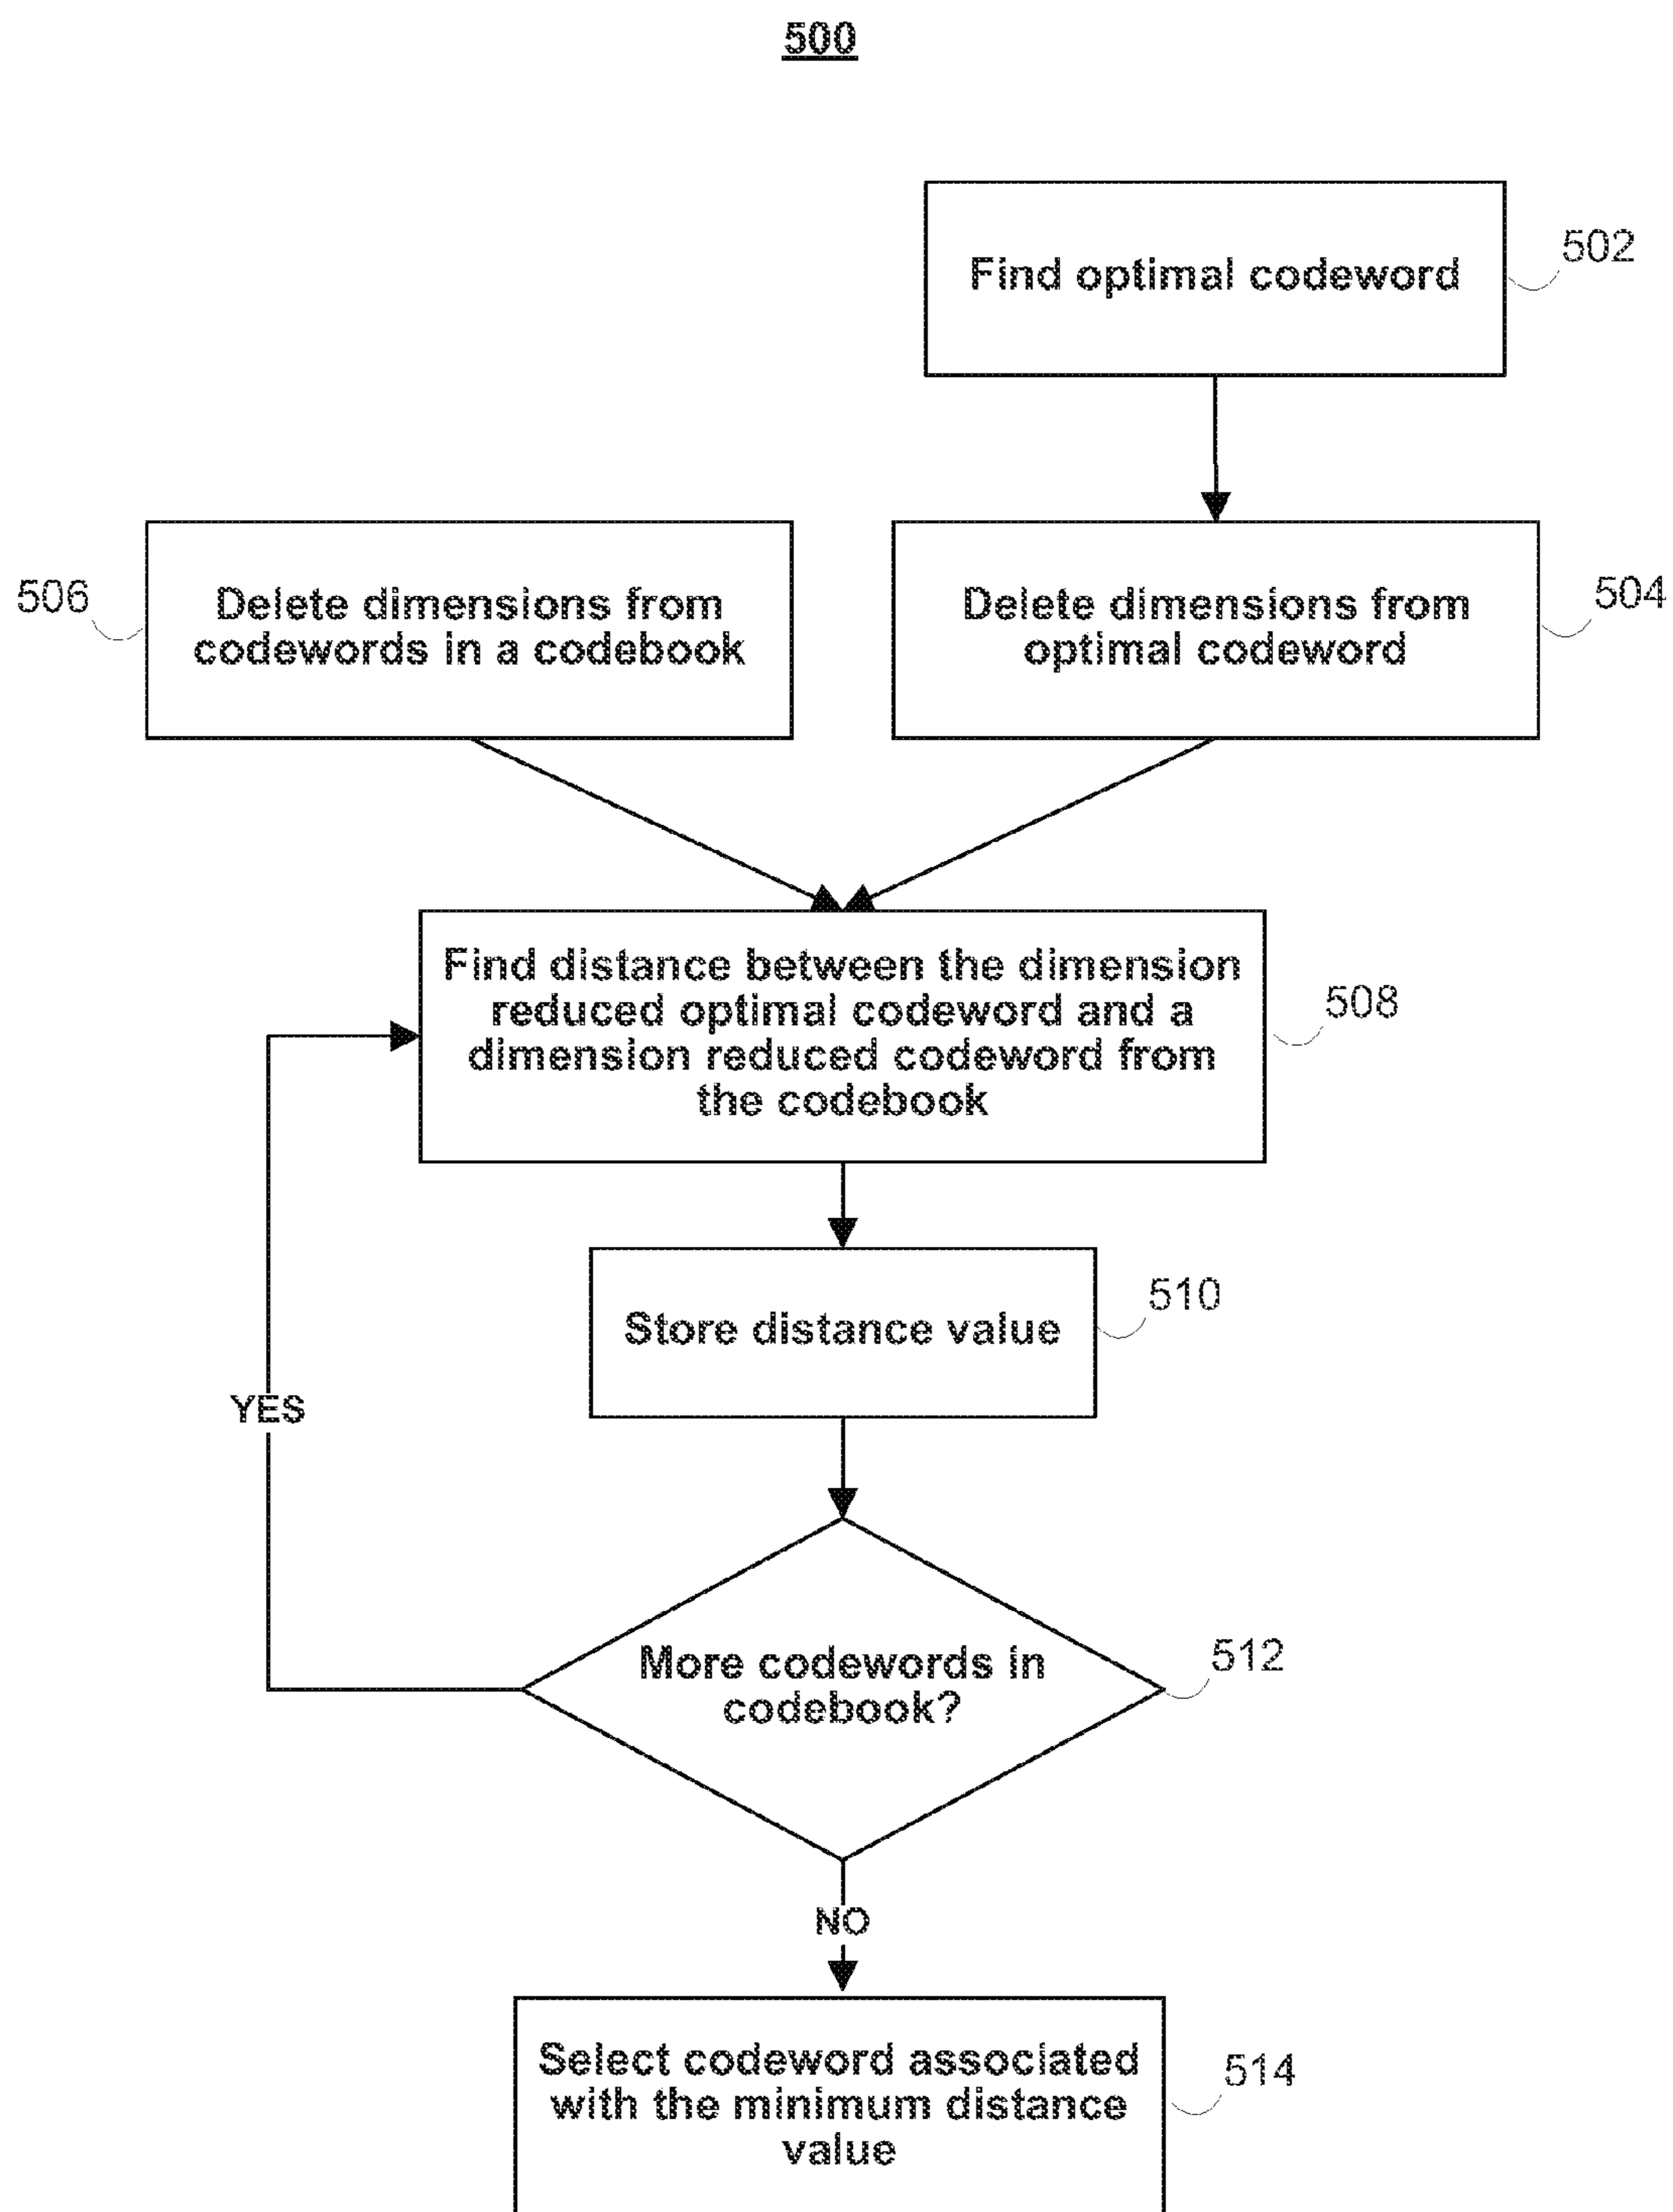 500
Find optimal codeword
502
506
Delete dimensions from
codewords in a codebook
Delete dimensions from
optimal codeword
504
Find distance between the dimension
reduced optimal codeword and a
dimension reduced codeword from
the codebook
508
Store distance value
510
YES
More codewords in
codebook?
512
NO
Select codeword associated
with the minimum distance
value
514